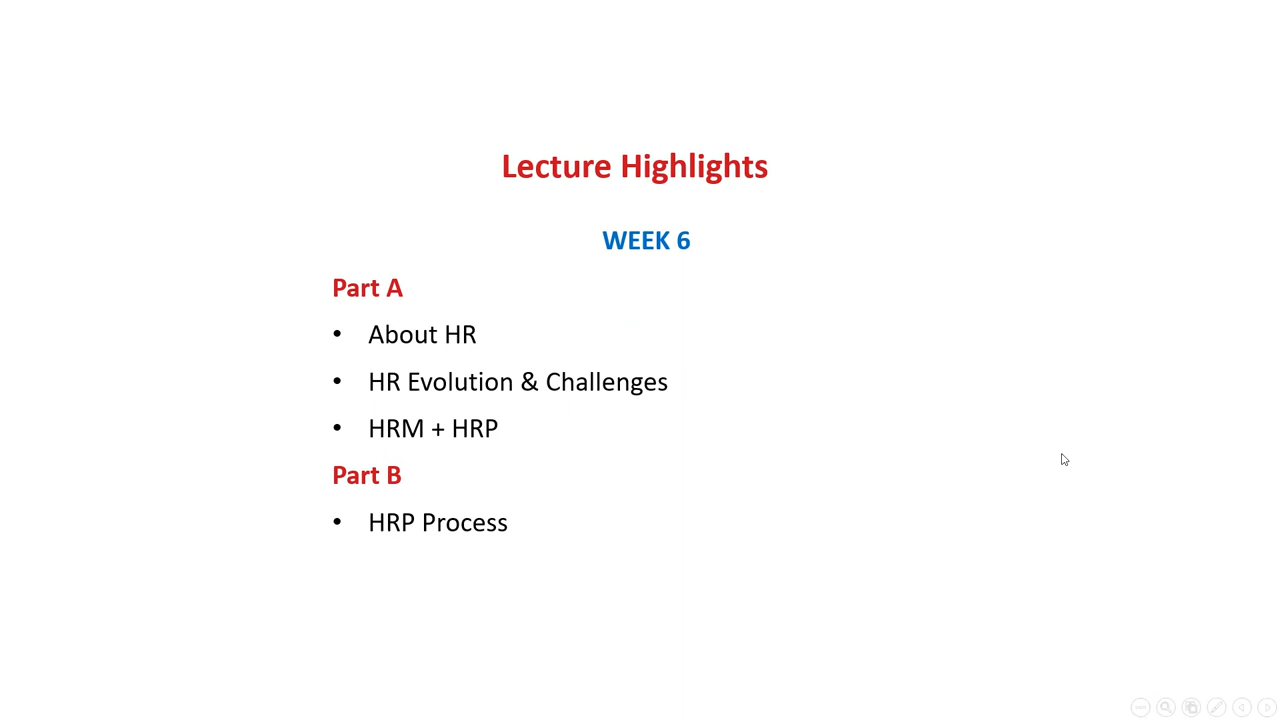 Lecture Highlights
WEEK 6
Part A
• About HR
• HR Evolution & Challenges
• HRM + HRP
Part B
• HRP Process